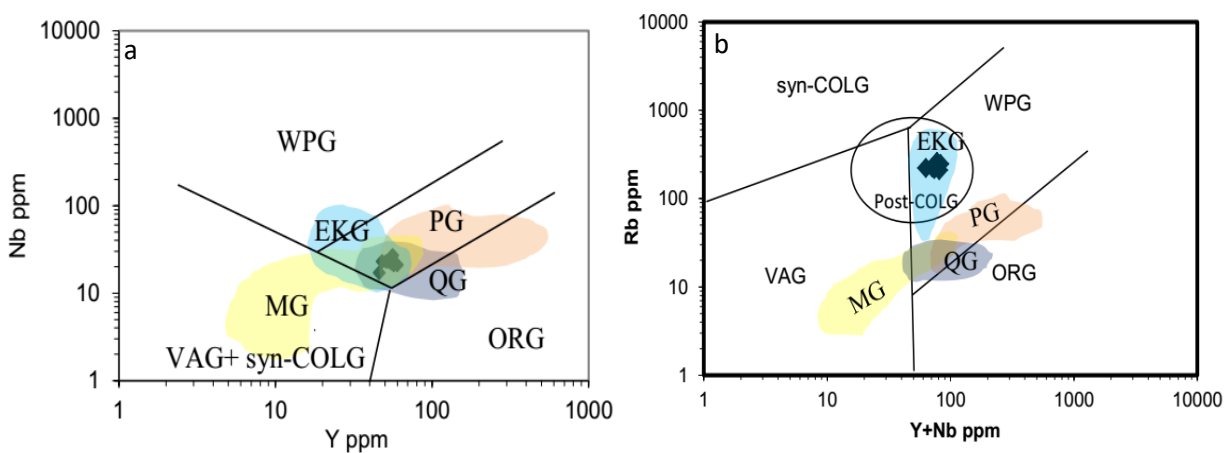 a
10000
1000
100
10
1
Nb ppm
WPG
EKG
PG
QG
MG
VAG+ syn-COLG
ORG
1
10
100
1000
Y ppm
b
10000
1000
100
10
1
Rb ppm
syn-COLG
WPG
EKG
Post-COLG
PG
VAG
QG
ORG
MG
1
10
100
1000
10000
Y+Nb ppm